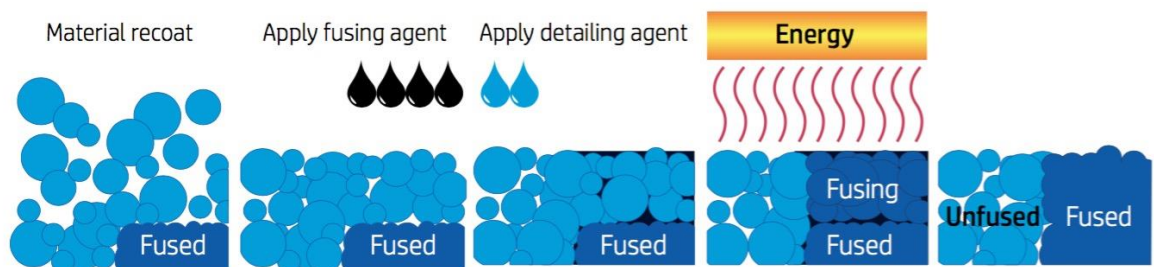 Material recoat
Apply fusing agent
Apply detailing agent
Energy
Fused
Fused
Fused
Fusing
Fused
Unfused
Fused